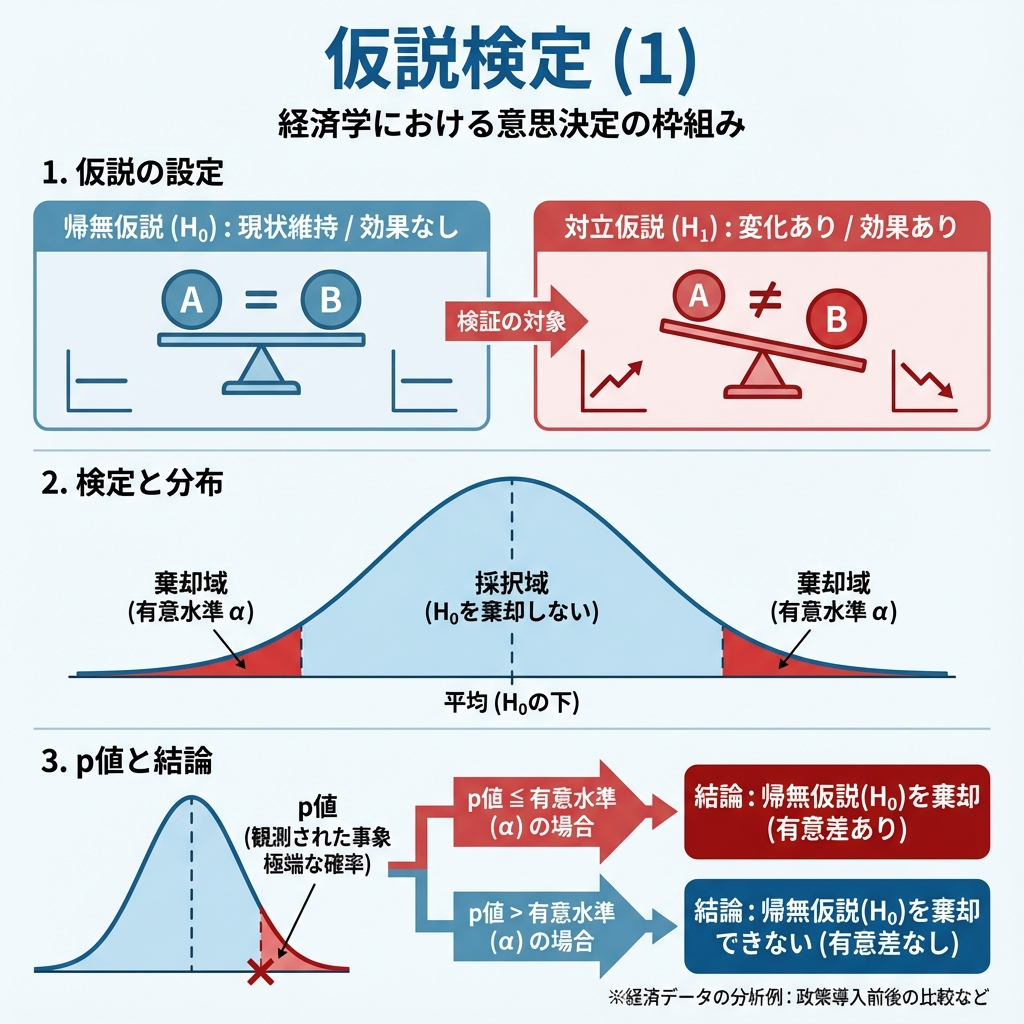 仮説検定 (1)
経済学における意思決定の枠組み
1. 仮説の設定
帰無仮説 (H₀) : 現状維持 / 効果なし
A = B
検証の対象
対立仮説 (H₁) : 変化あり / 効果あり
A ≠ B
2. 検定と分布
棄却域
(有意水準 α)
採択域
(H₀を棄却しない)
棄却域
(有意水準 α)
平均 (H₀の下)
3. p値と結論
p値
(観測された事象
極端な確率)
p値 ≦ 有意水準
(α) の場合
結論 : 帰無仮説(H₀)を棄却
(有意差あり)
p値 > 有意水準
(α) の場合
結論 : 帰無仮説(H₀)を棄却
できない (有意差なし)
※経済データの分析例 : 政策導入前後の比較など